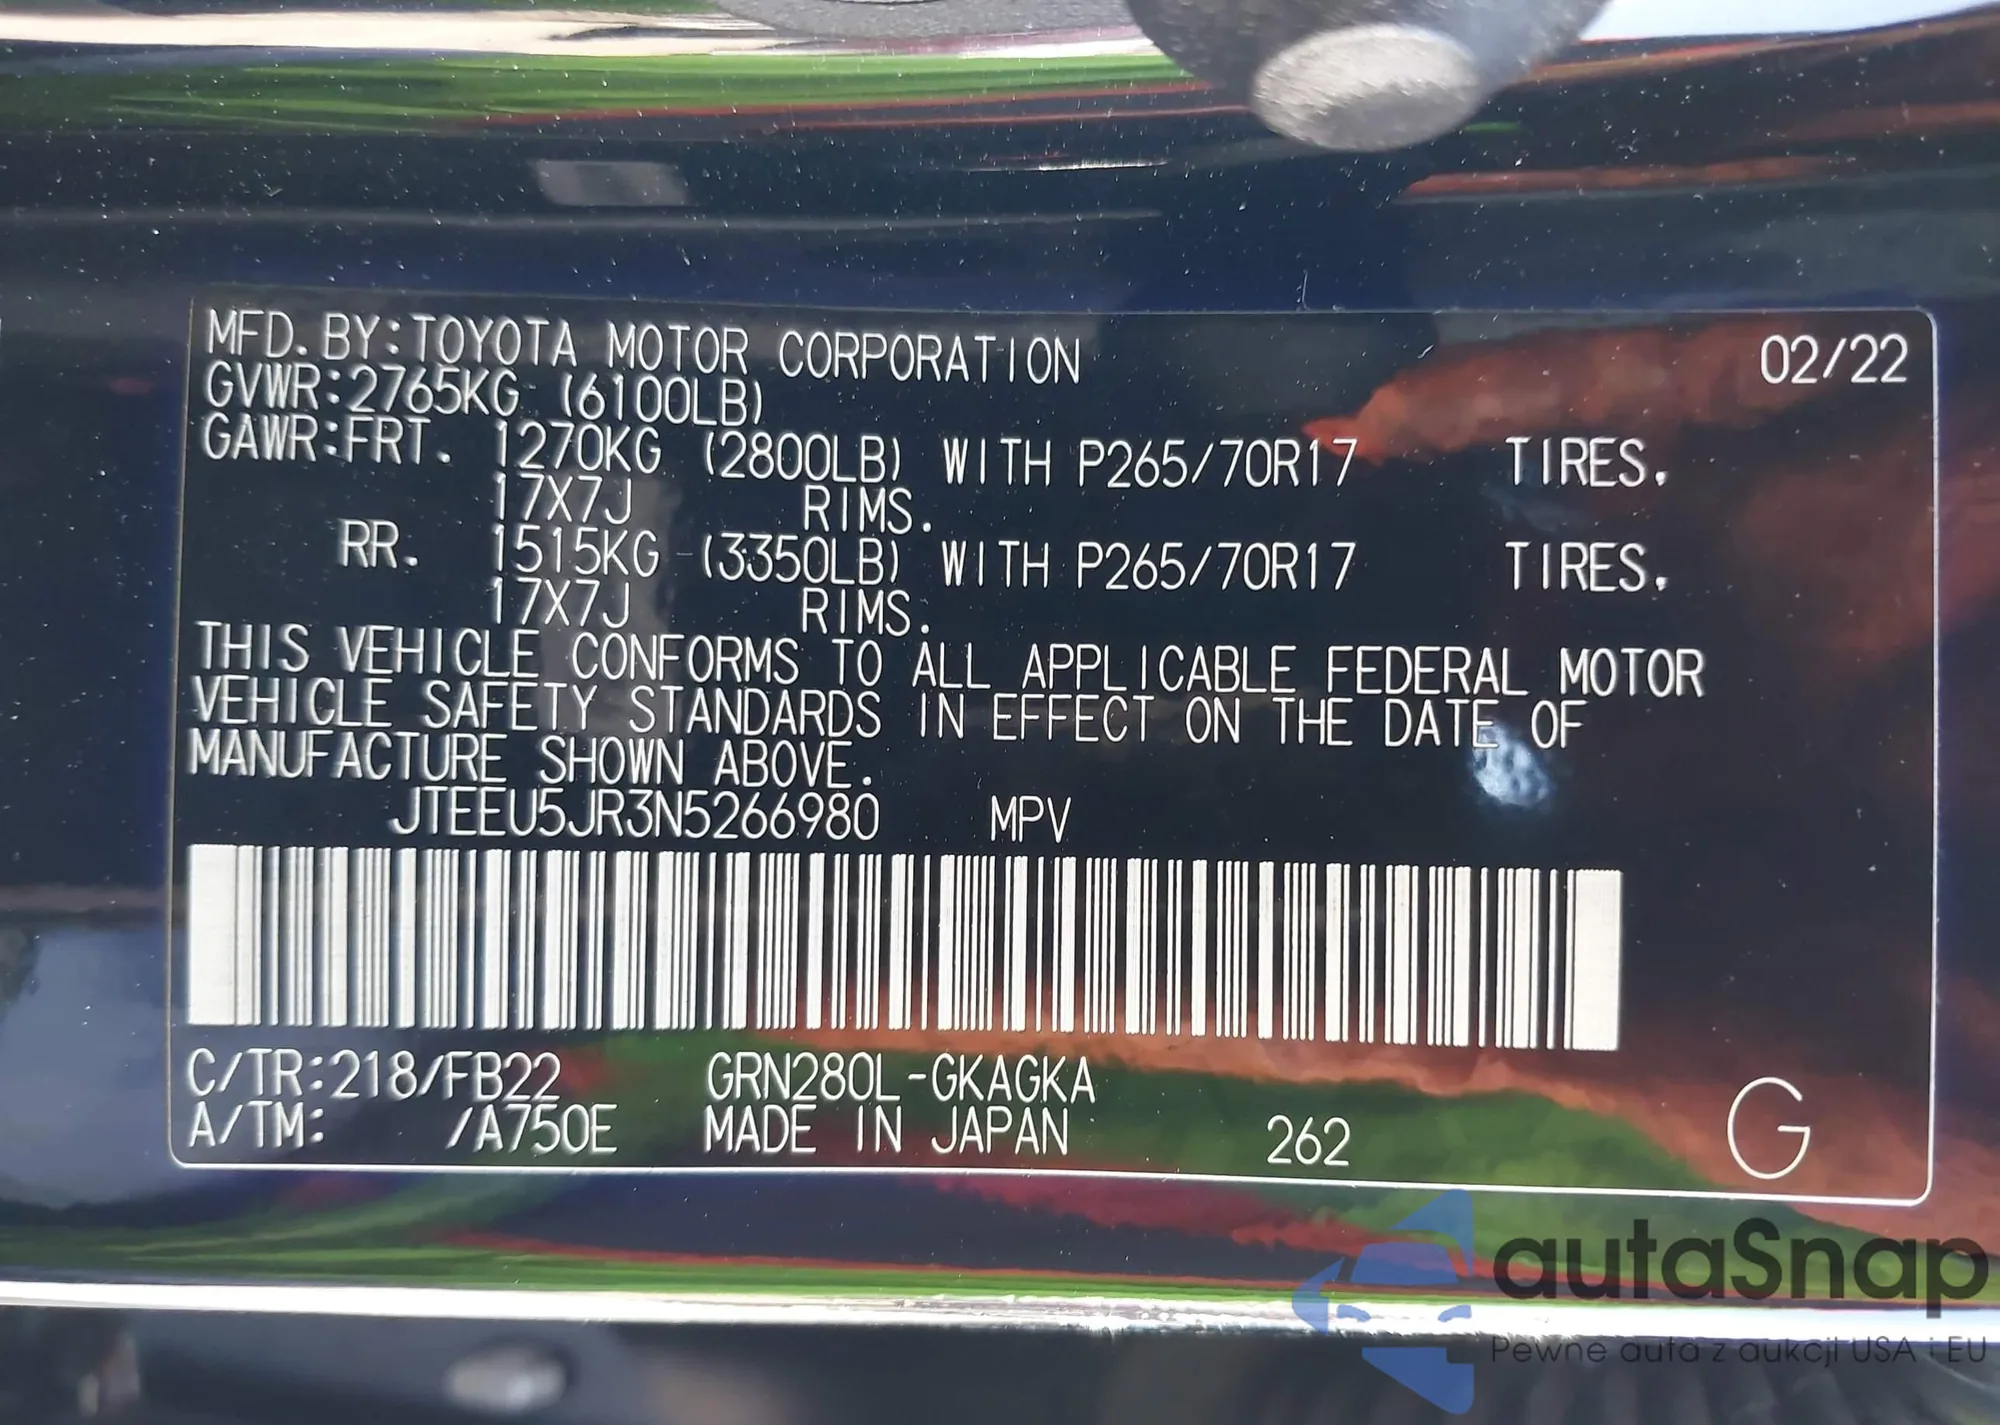 MFD.BY:TOYOTA MOTOR CORPORATION 02/22
GVWR:2765KG (6100LB)
GAWR:FRT. 1270KG (2800LB) WITH P265/70R17 TIRES.
17X7J RIMS.
RR. 1515KG (3350LB) WITH P265/70R17 TIRES.
17X7J RIMS.
THIS VEHICLE CONFORMS TO ALL APPLICABLE FEDERAL MOTOR
VEHICLE SAFETY STANDARDS IN EFFECT ON THE DATE OF
MANUFACTURE SHOWN ABOVE.
JTEEU5JR3N5266980 MPV
C/TR:218/FB22 GRN280L-GKAGKA
A/TM: /A750E MADE IN JAPAN 262 G
autaSnap
Pewne auta z aukcji USA i EU